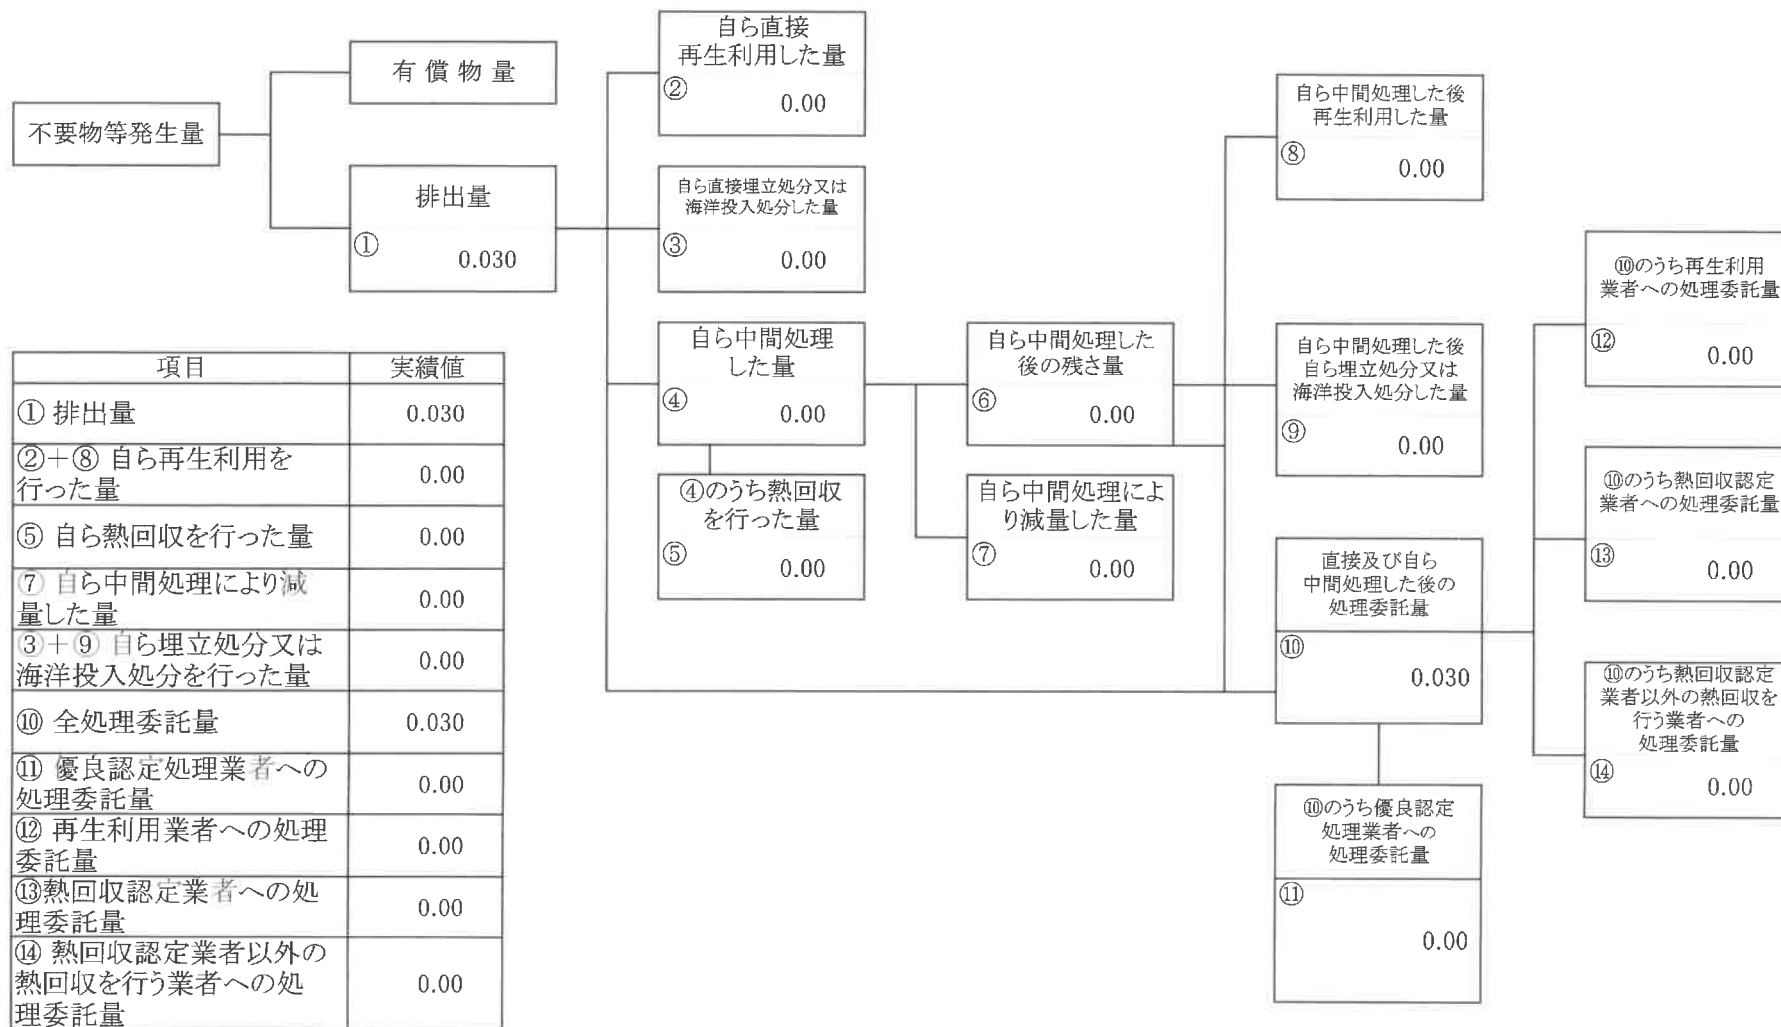 不要物等発生量
有償物量
排出量
①
0.030
自ら直接
再生利用した量
②
0.00
自ら直接埋立処分又は
海洋投入処分した量
③
0.00
自ら中間処理
した量
④
0.00
④のうち熱回収
を行った量
⑤
0.00
自ら中間処理した
後の残さ量
⑥
0.00
自ら中間処理によ
り減量した量
⑦
0.00
自ら中間処理した後
再生利用した量
⑧
0.00
自ら中間処理した後
自ら埋立処分又は
海洋投入処分した量
⑨
0.00
直接及び自ら
中間処理した後の
処理委託量
⑩
0.030
⑩のうち優良認定
処理業者への
処理委託量
⑪
0.00
⑩のうち再生利用
業者への処理委託量
⑫
0.00
⑩のうち熱回収認定
業者への処理委託量
⑬
0.00
⑩のうち熱回収認定
業者以外の熱回収を
行う業者への
処理委託量
⑭
0.00
項目 実績値
① 排出量 0.030
②+⑧ 自ら再生利用を
行った量 0.00
⑤ 自ら熱回収を行った量 0.00
⑦ 自ら中間処理により減
量した量 0.00
③+⑨ 自ら埋立処分又は
海洋投入処分を行った量 0.00
⑩ 全処理委託量 0.030
⑪ 優良認定処理業者への
処理委託量 0.00
⑫ 再生利用業者への処理
委託量 0.00
⑬熱回収認定業者への処
理委託量 0.00
⑭ 熱回収認定業者以外の
熱回収を行う業者への処
理委託量 0.00